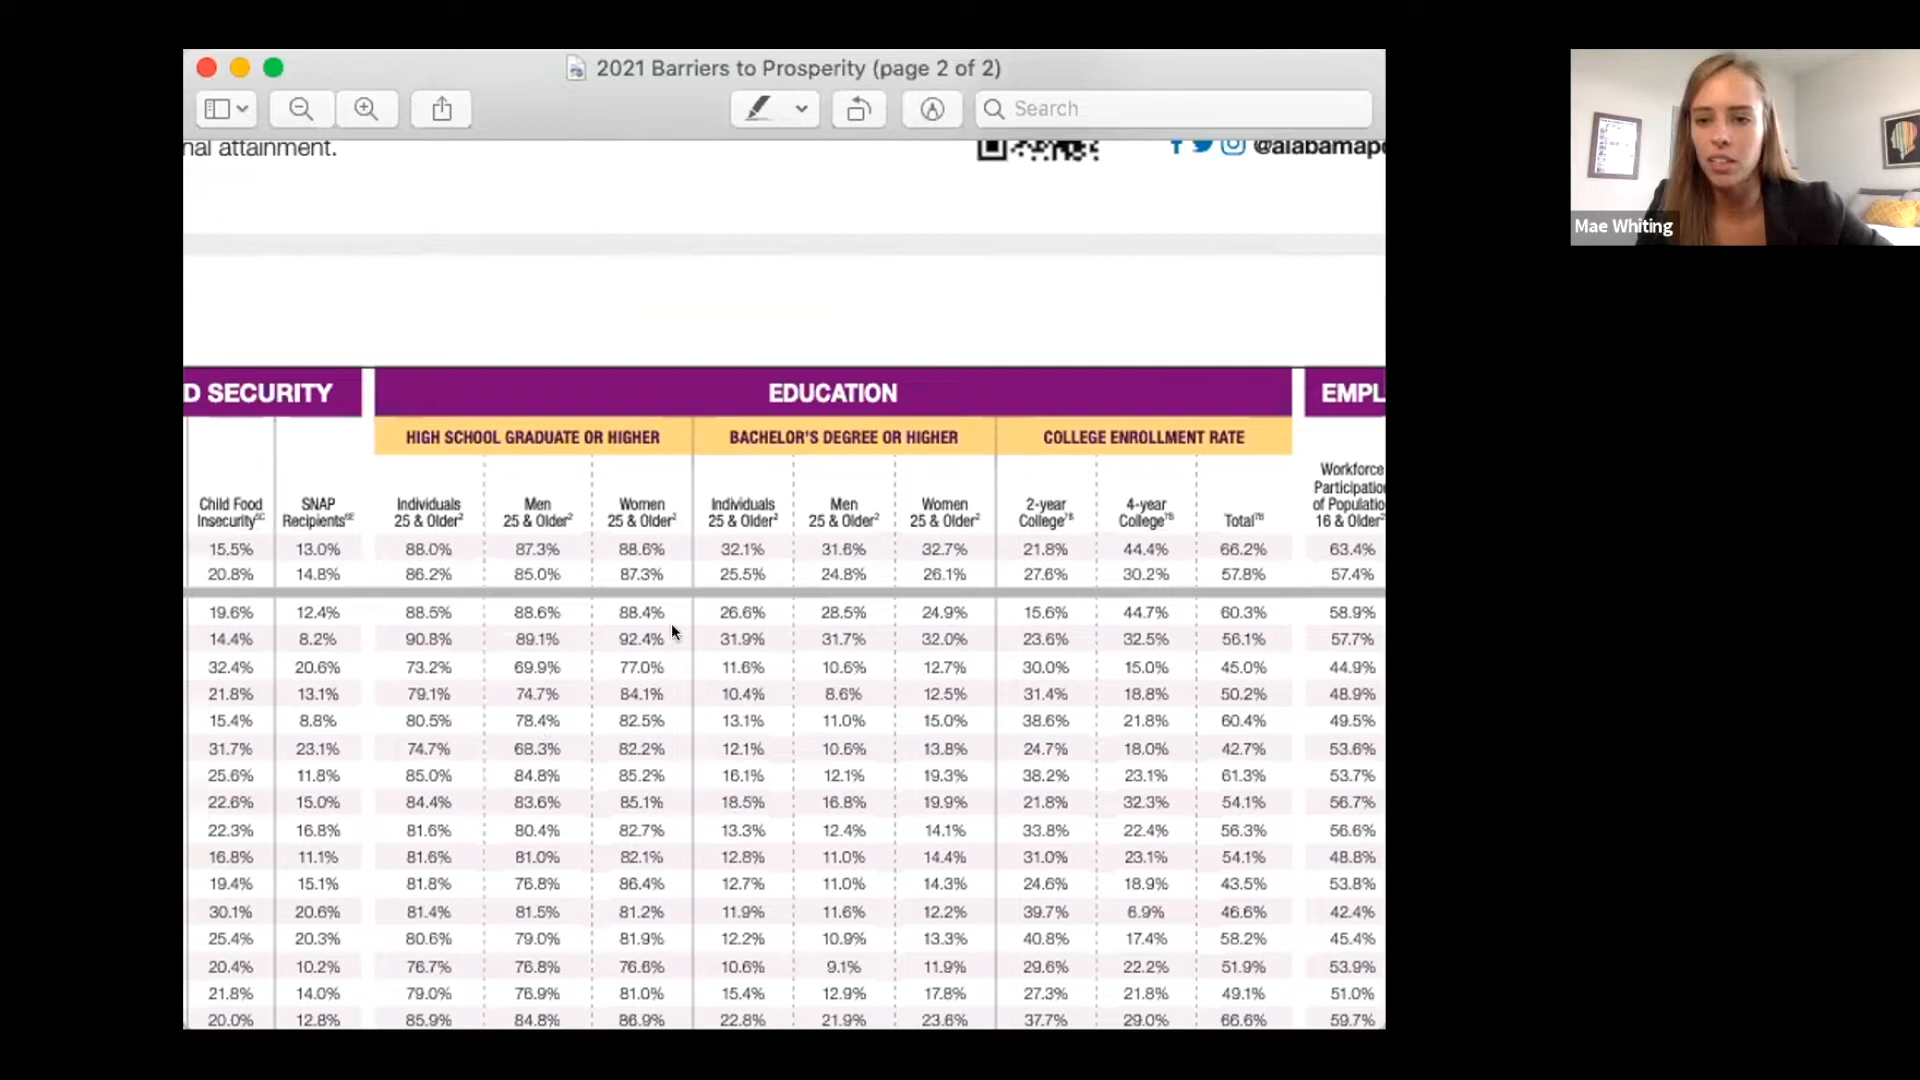 2021 Barriers to Prosperity (page 2 of 2)
Search
nal attainment.
@alabamap
Mae Whiting
D SECURITY EDUCATION EMPL
HIGH SCHOOL GRADUATE OR HIGHER BACHELOR'S DEGREE OR HIGHER COLLEGE ENROLLMENT RATE
Workforce
Participation
Child Food SNAP Individuals Men Women Individuals Men Women 2-year 4-year of Populatio
Insecurity Recipients 25 & Older² 25 & Older² 25 & Older² 25 & Older² 25 & Older² 25 & Older² College⁷ᴮ College⁷ᴮ Total⁷ᴮ 16 & Older²
15.5% 13.0% 88.0% 87.3% 88.6% 32.1% 31.6% 32.7% 21.8% 44.4% 66.2% 63.4%
20.8% 14.8% 86.2% 85.0% 87.3% 25.5% 24.8% 26.1% 27.6% 30.2% 57.8% 57.4%
19.6% 12.4% 88.5% 88.6% 88.4% 26.6% 28.5% 24.9% 15.6% 44.7% 60.3% 58.9%
14.4% 8.2% 90.8% 89.1% 92.4% 31.9% 31.7% 32.0% 23.6% 32.5% 56.1% 57.7%
32.4% 20.6% 73.2% 69.9% 77.0% 11.6% 10.6% 12.7% 30.0% 15.0% 45.0% 44.9%
21.8% 13.1% 79.1% 74.7% 84.1% 10.4% 8.6% 12.5% 31.4% 18.8% 50.2% 48.9%
15.4% 8.8% 80.5% 78.4% 82.5% 13.1% 11.0% 15.0% 38.6% 21.8% 60.4% 49.5%
31.7% 23.1% 74.7% 68.3% 82.2% 12.1% 10.6% 13.8% 24.7% 18.0% 42.7% 53.6%
25.6% 11.8% 85.0% 84.8% 85.2% 16.1% 12.1% 19.3% 38.2% 23.1% 61.3% 53.7%
22.6% 15.0% 84.4% 83.6% 85.1% 18.5% 16.8% 19.9% 21.8% 32.3% 54.1% 56.7%
22.3% 16.8% 81.6% 80.4% 82.7% 13.3% 12.4% 14.1% 33.8% 22.4% 56.3% 56.6%
16.8% 11.1% 81.6% 81.0% 82.1% 12.8% 11.0% 14.4% 31.0% 23.1% 54.1% 48.8%
19.4% 15.1% 81.8% 76.8% 86.4% 12.7% 11.0% 14.3% 24.6% 18.9% 43.5% 53.8%
30.1% 20.6% 81.4% 81.5% 81.2% 11.9% 11.6% 12.2% 39.7% 6.9% 46.6% 42.4%
25.4% 20.3% 80.6% 79.0% 81.9% 12.2% 10.9% 13.3% 40.8% 17.4% 58.2% 45.4%
20.4% 10.2% 76.7% 76.8% 76.6% 10.6% 9.1% 11.9% 29.6% 22.2% 51.9% 53.9%
21.8% 14.0% 79.0% 76.9% 81.0% 15.4% 12.9% 17.8% 27.3% 21.8% 49.1% 51.0%
20.0% 12.8% 85.9% 84.8% 86.9% 22.8% 21.9% 23.6% 37.7% 29.0% 66.6% 59.7%